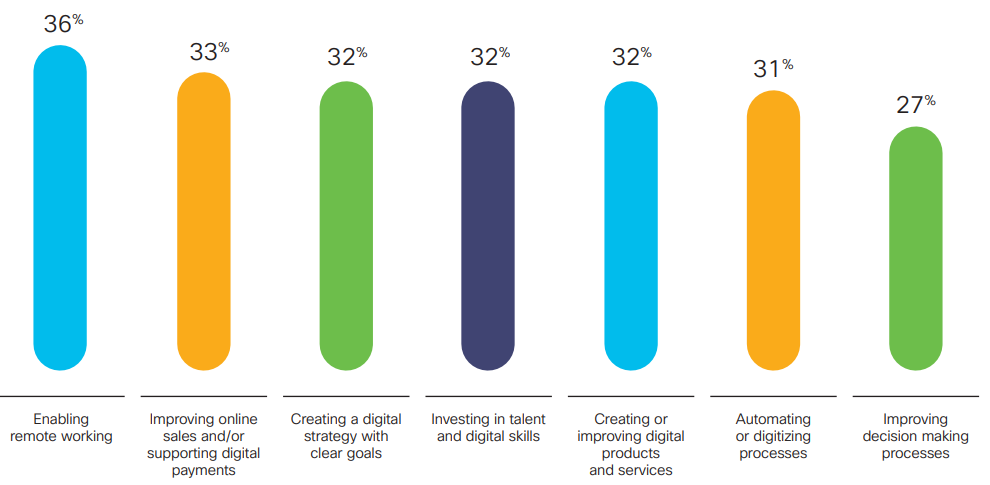 36%
33%
32%
32%
32%
31%
27%
Enabling
remote working
Improving online
sales and/or
supporting digital
payments
Creating a digital
strategy with
clear goals
Investing in talent
and digital skills
Creating or
improving digital
products
and services
Automating
or digitizing
processes
Improving
decision making
processes